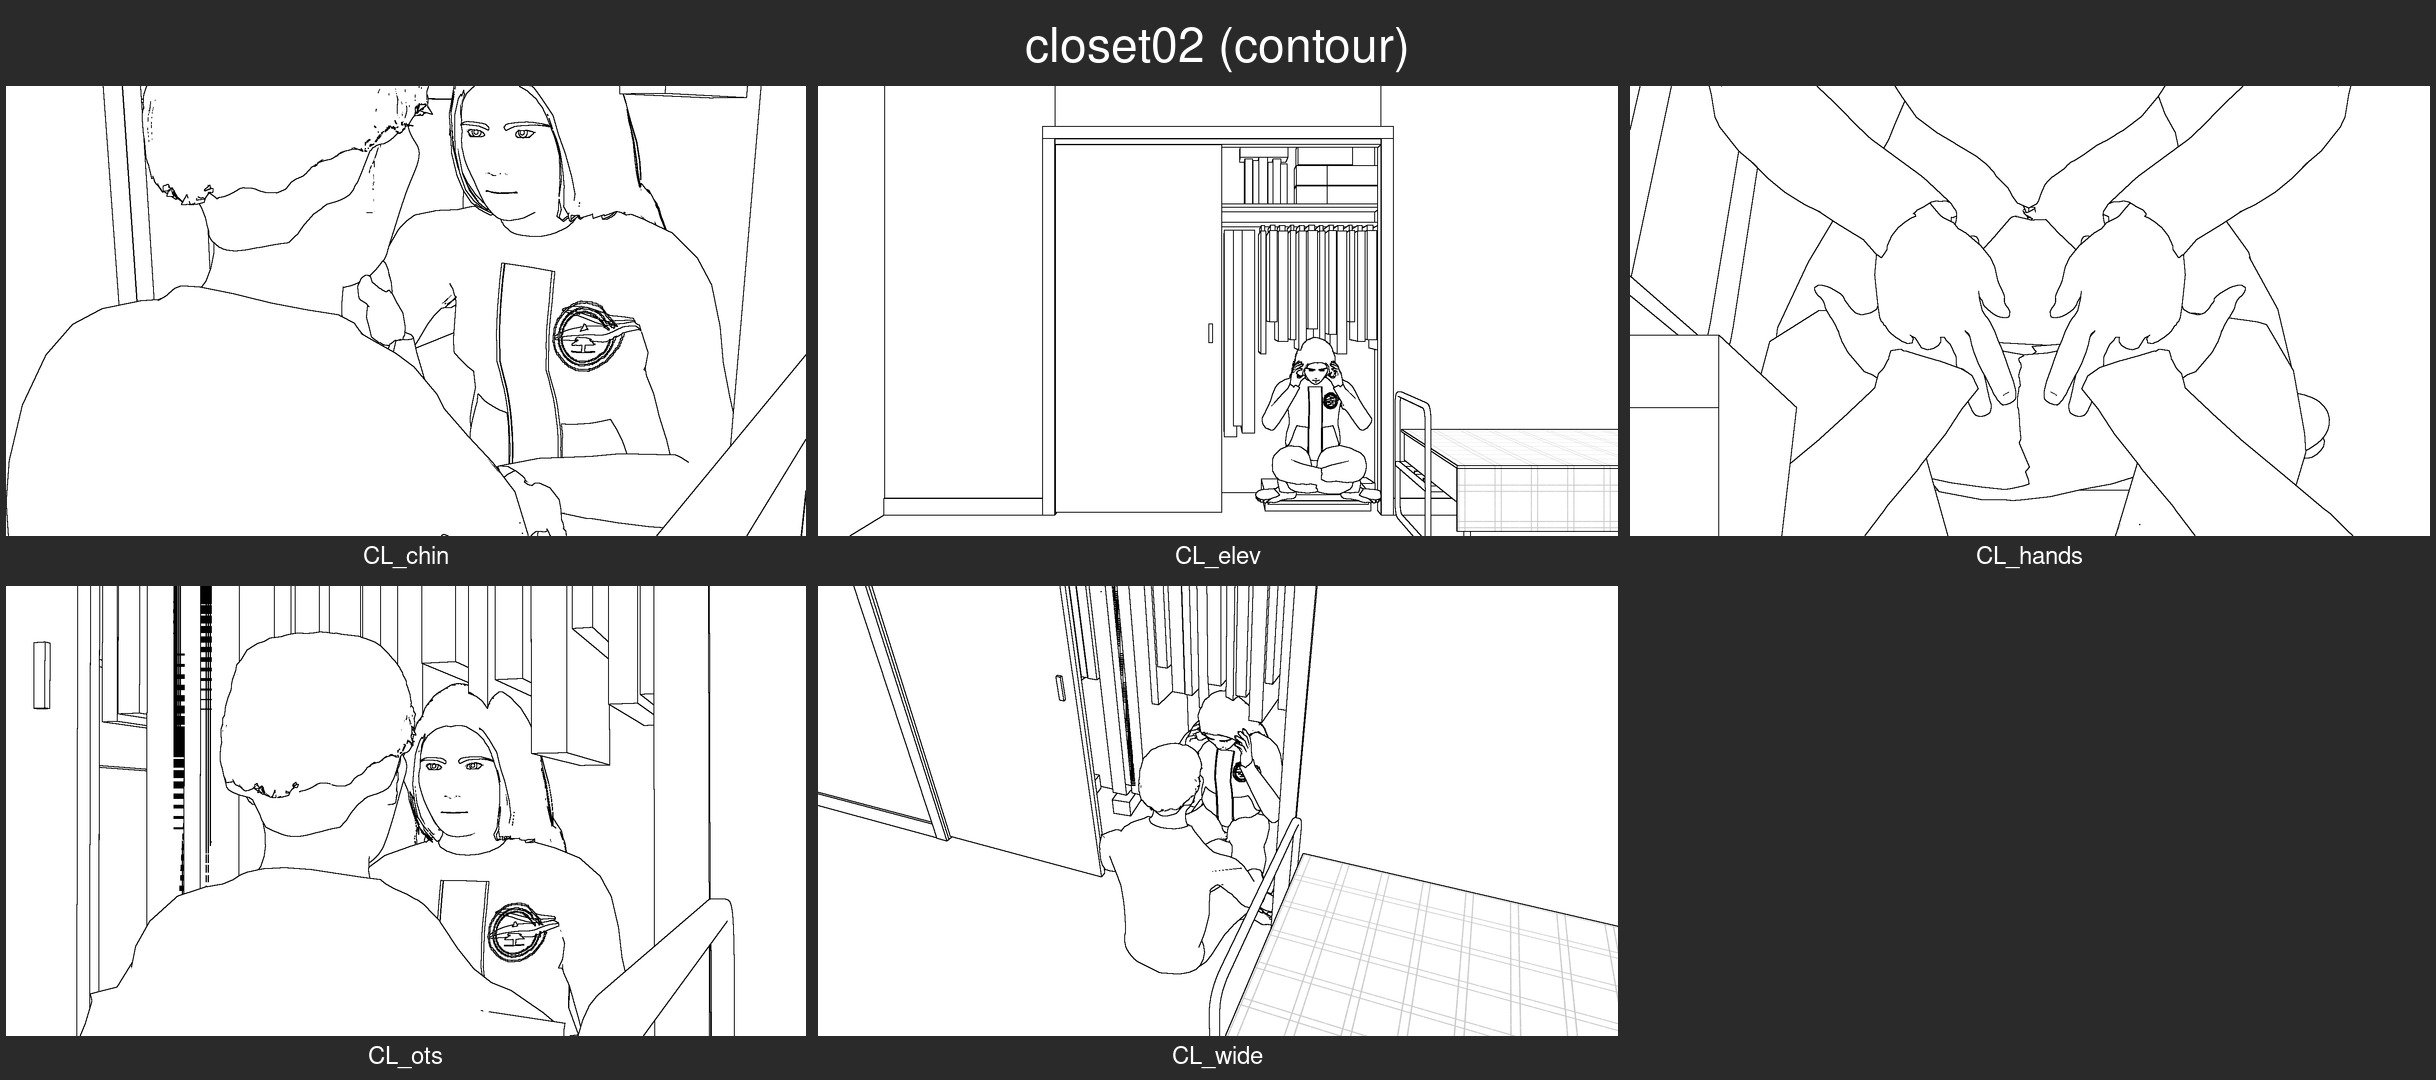 closet02 (contour)
CL_chin
CL_elev
CL_hands
CL_ots
CL_wide